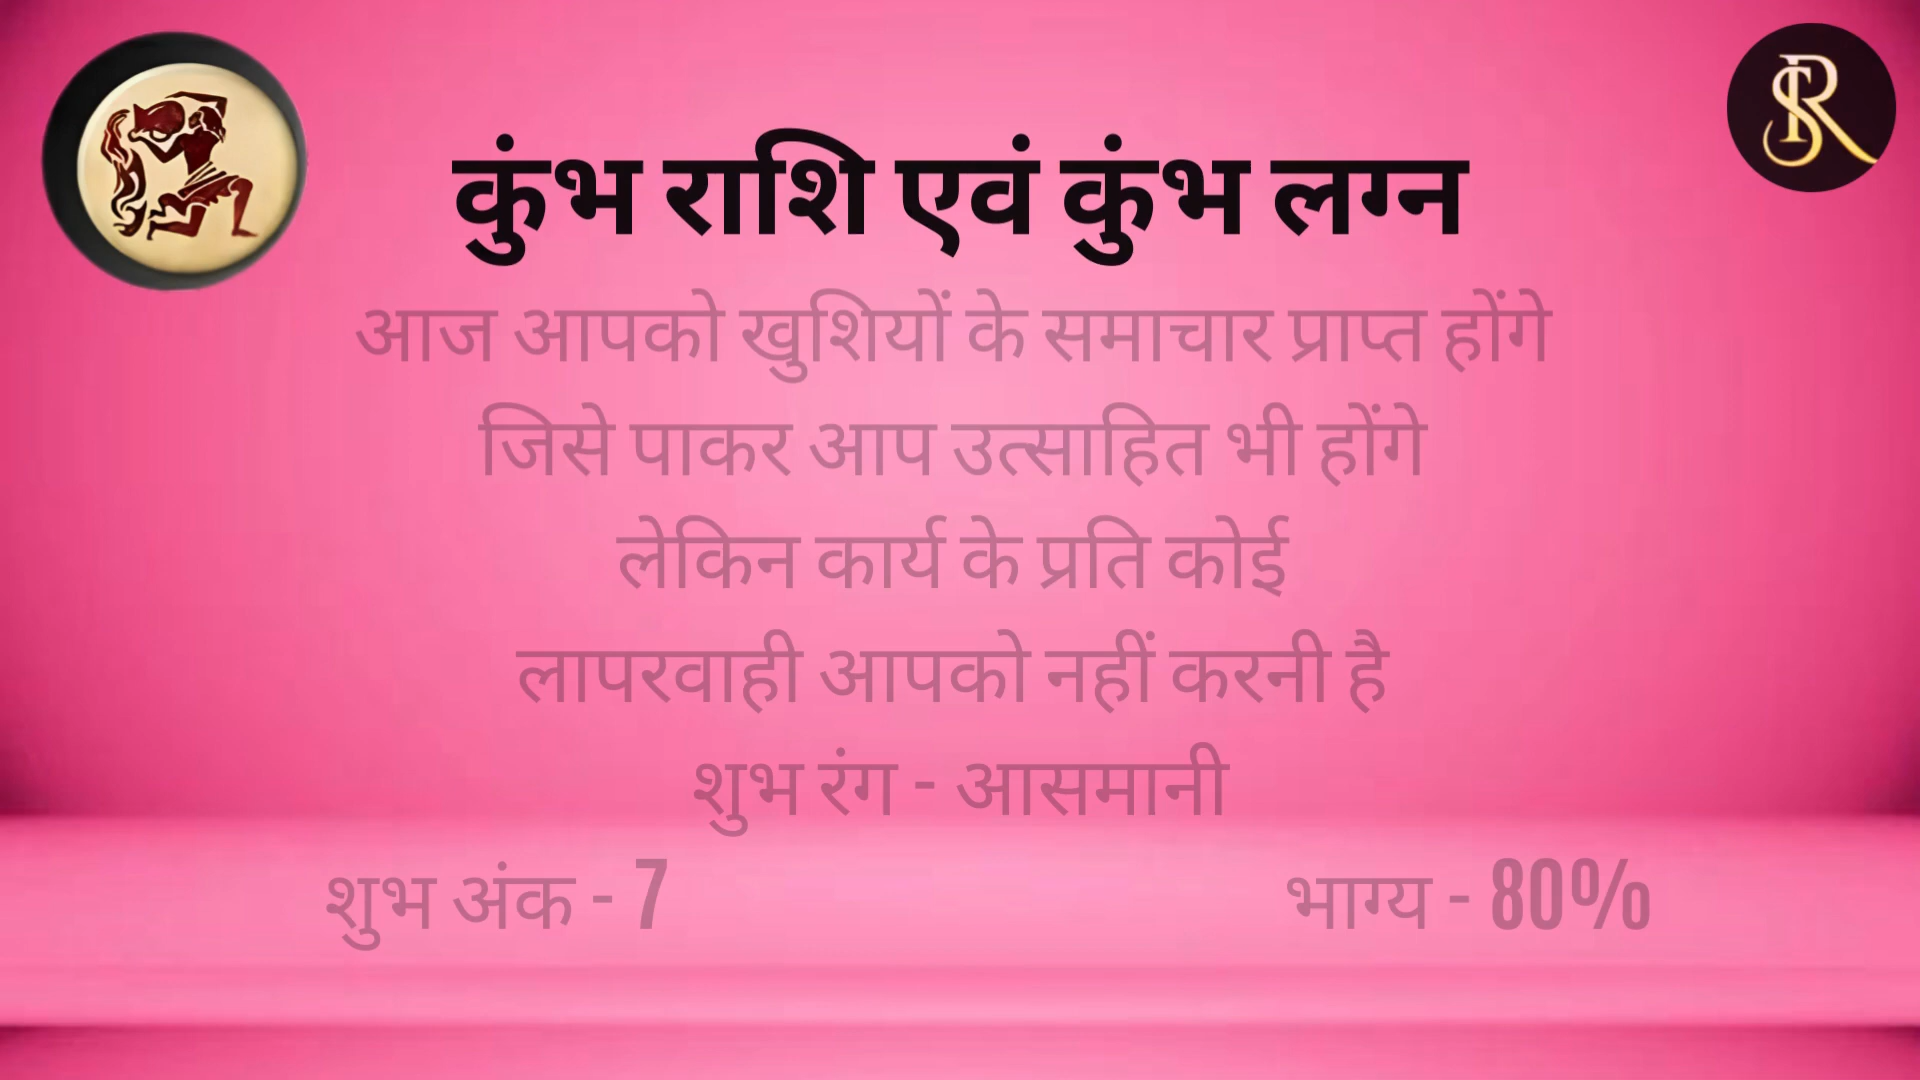 कुंभ राशि एवं कुंभ लग्न
आज आपको खुशियों के समाचार प्राप्त होंगे
जिसे पाकर आप उत्साहित भी होंगे
लेकिन कार्य के प्रति कोई
लापरवाही आपको नहीं करनी है
शुभ रंग - आसमानी
शुभ अंक - 7 भाग्य - 80%